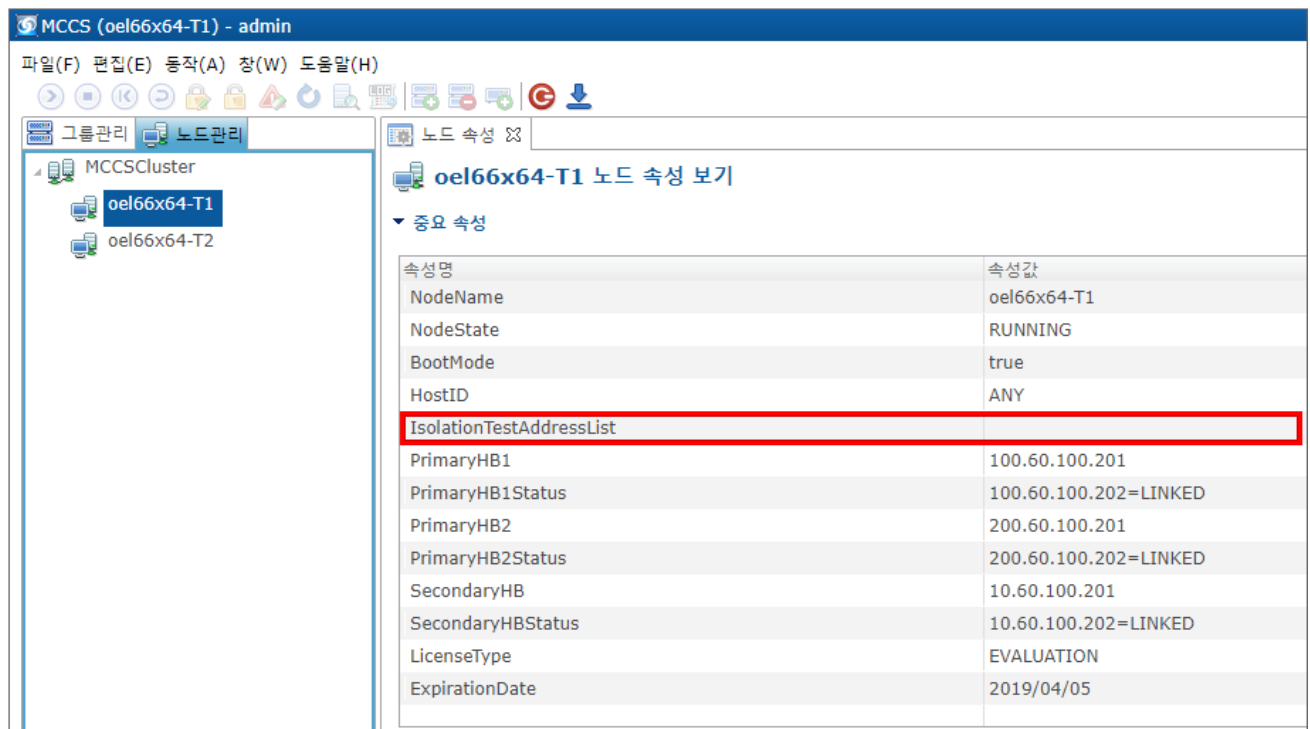 MCCS (oel66x64-T1) - admin
파일(F) 편집(E) 동작(A) 창(W) 도움말(H)
그룹관리 노드관리
MCCSCluster
oel66x64-T1
oel66x64-T2
노드 속성
oel66x64-T1 노드 속성 보기
중요 속성
속성명 속성값
NodeName oel66x64-T1
NodeState RUNNING
BootMode true
HostID ANY
IsolationTestAddressList
PrimaryHB1 100.60.100.201
PrimaryHB1Status 100.60.100.202=LINKED
PrimaryHB2 200.60.100.201
PrimaryHB2Status 200.60.100.202=LINKED
SecondaryHB 10.60.100.201
SecondaryHBStatus 10.60.100.202=LINKED
LicenseType EVALUATION
ExpirationDate 2019/04/05